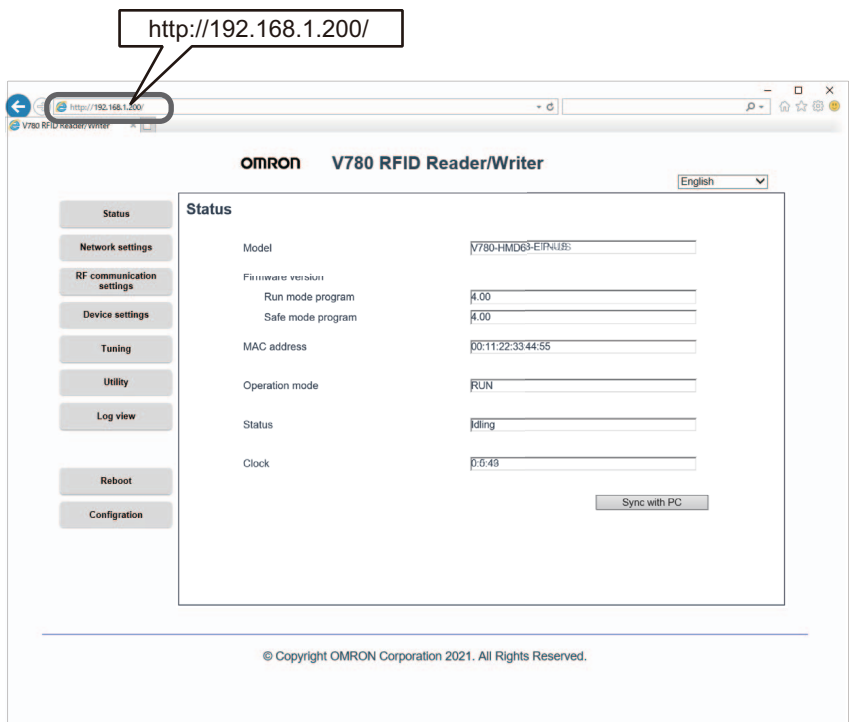 http://192.168.1.200/
http://192.168.1.200/
V780 RFID Reader/Writer
OMRON V780 RFID Reader/Writer
English
Status
Network settings
RF communication
settings
Device settings
Tuning
Utility
Log view
Reboot
Configration
Status
Model
Firmware version
Run mode program 4.00
Safe mode program 4.00
MAC address 00:11:22:33:44:55
Operation mode RUN
Status Idling
Clock
Sync with PC
© Copyright OMRON Corporation 2021. All Rights Reserved.